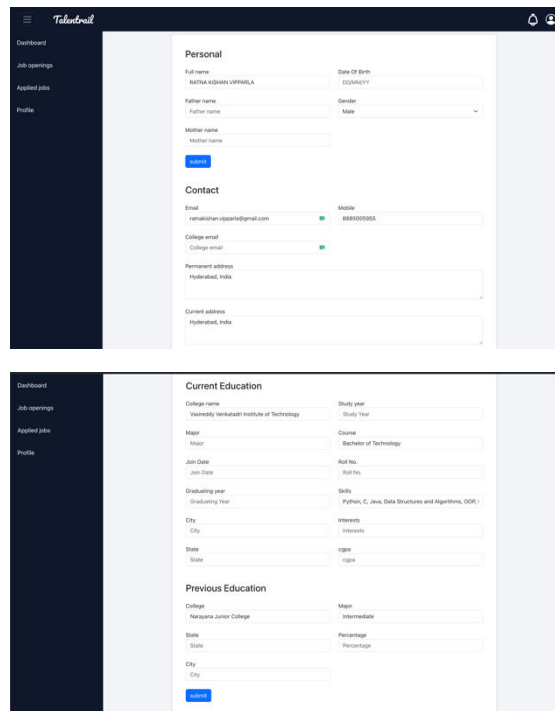 Talentrail
Dashboard
Job openings
Applied jobs
Profile
Personal
Full name Date Of Birth
RATNA KISHAN VIPPARLA DD/MM/YY
Father name Gender
Father name Male
Mother name
Mother name
submit
Contact
Email Mobile
ratnakishan.vipparla@gmail.com 8885005955
College email
College email
Permanent address
Hyderabad, India
Current address
Hyderabad, India
Dashboard
Job openings
Applied jobs
Profile
Current Education
College name Study year
Vasireddy Venkatadri Institute of Technology Study Year
Major Course
Major Bachelor of Technology
Join Date Roll No.
Join Date Roll No.
Graduating year Skills
Graduating Year Python, C, Java, Data Structures and Algorithms, OOP,
City Interests
City Interests
State cgpa
State cgpa
Previous Education
College Major
Narayana Junior College Intermediate
State Percentage
State Percentage
City
City
submit